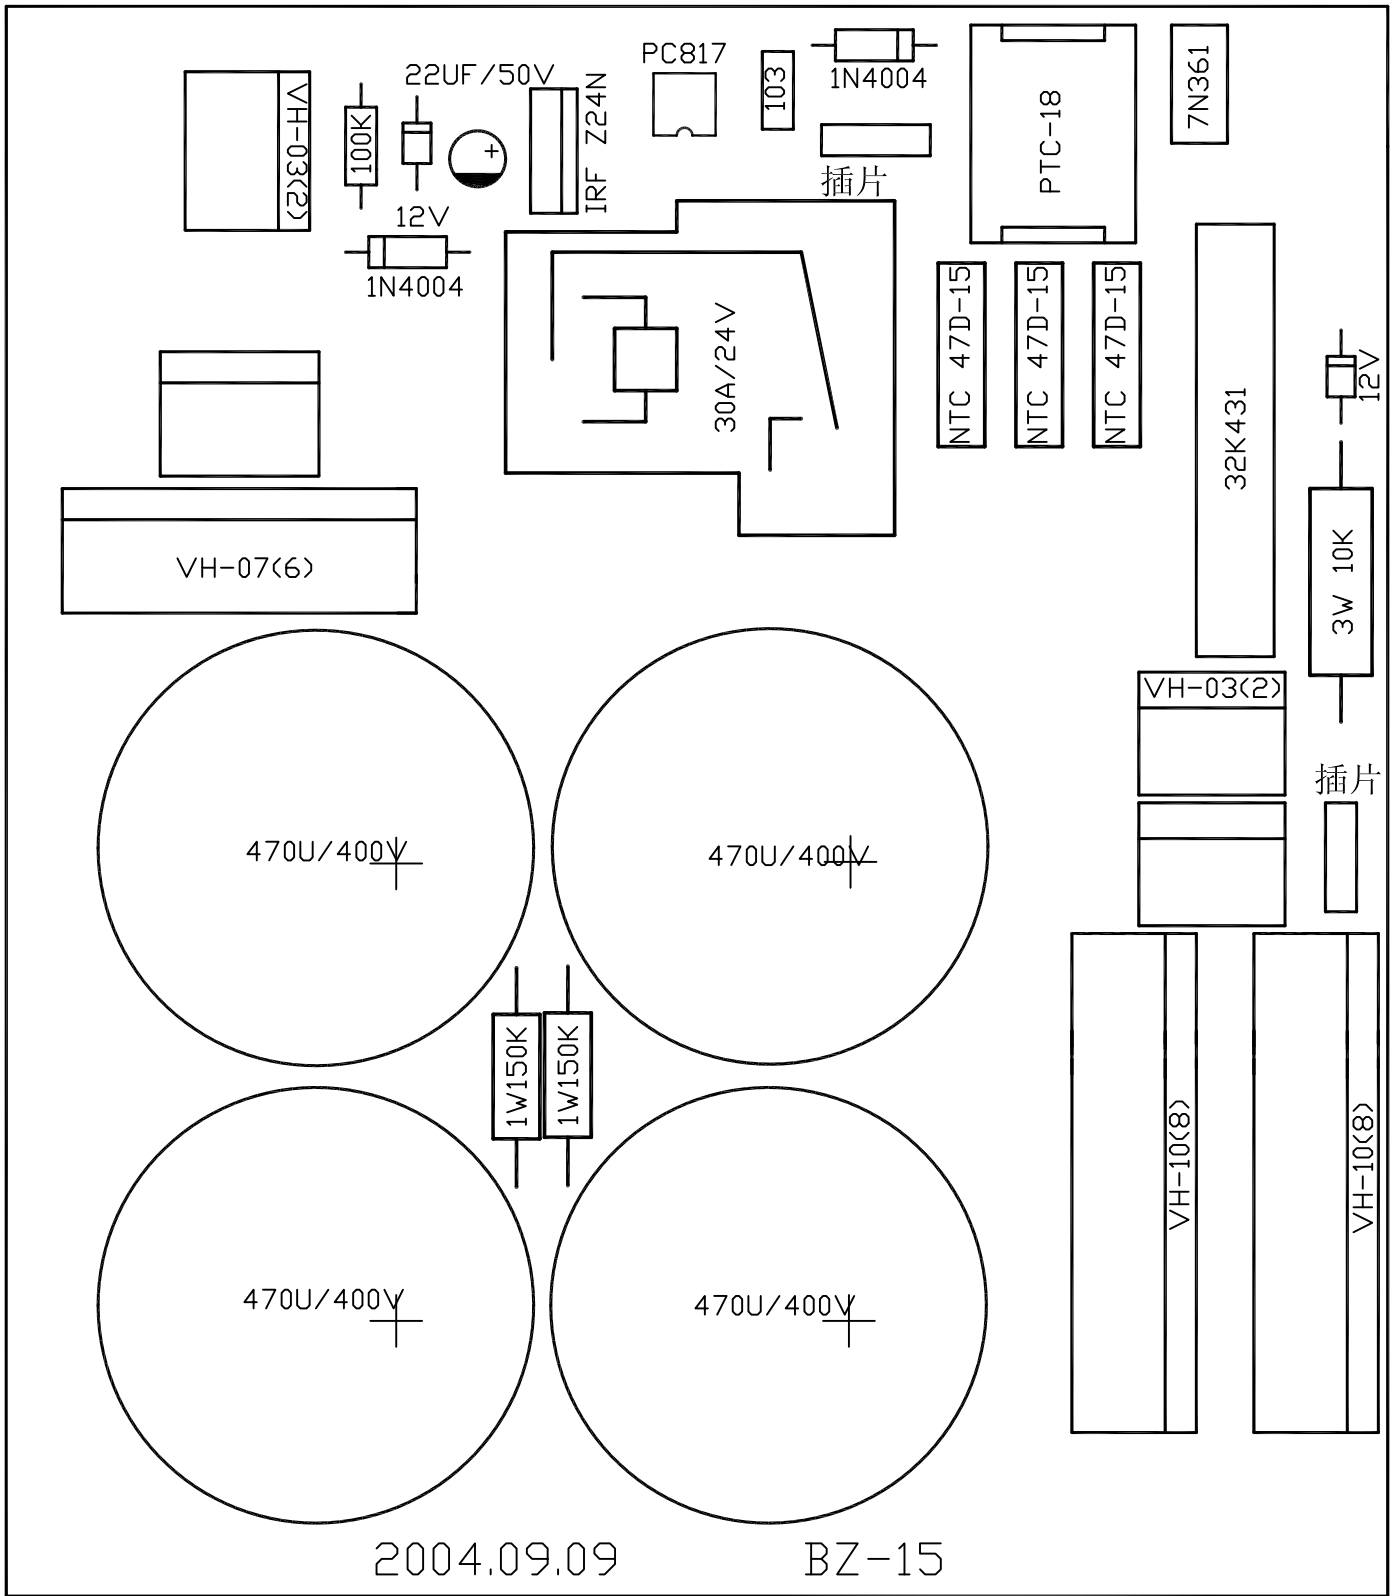 PC817
22UF/50V
1N4004
VH-03(2)
100K
IRF Z24N
103
PTC-18
7N361
插片
12V
1N4004
NTC 47D-15
NTC 47D-15
NTC 47D-15
30A/24V
32K431
12V
VH-07(6)
3W 10K
VH-03(2)
插片
470U/400V
470U/400V
1W150K
1W150K
VH-10(8)
VH-10(8)
470U/400V
470U/400V
2004.09.09
BZ-15